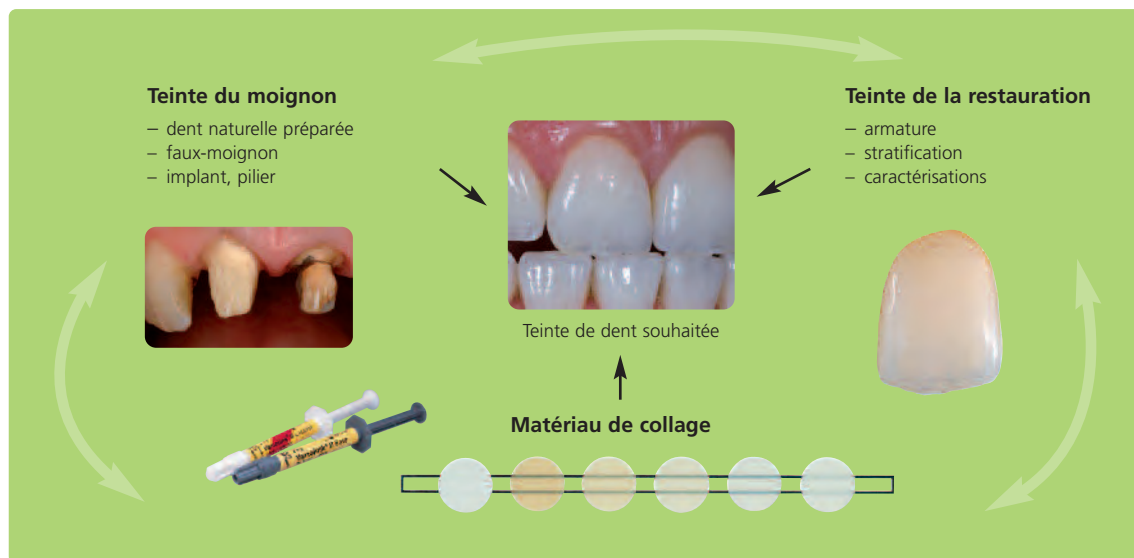 Teinte du moignon
– dent naturelle préparée
– faux-moignon
– implant, pilier
Teinte de la restauration
– armature
– stratification
– caractérisations
Teinte de dent souhaitée
Matériau de collage